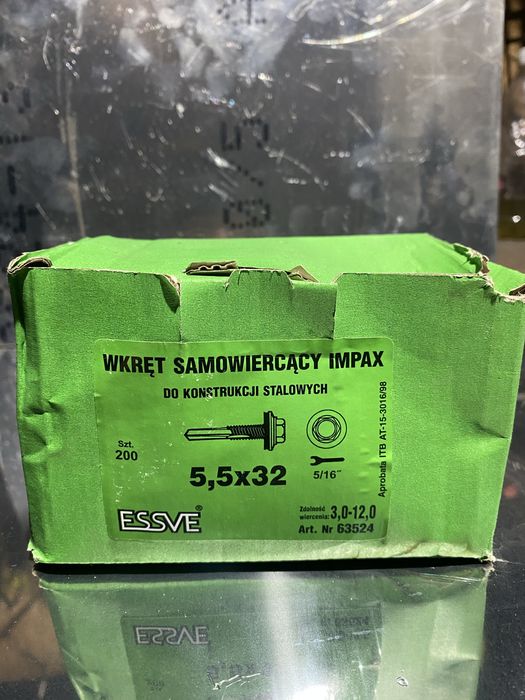 WKRĘT SAMOWIERCĄCY IMPAX
DO KONSTRUKCJI STALOWYCH
Szt.
200
5,5x32
5/16"
Aprobata ITB AT-15-3016/98
ESSVE®
Zdolność
wiercenia: 3,0-12,0
Art. Nr 63524